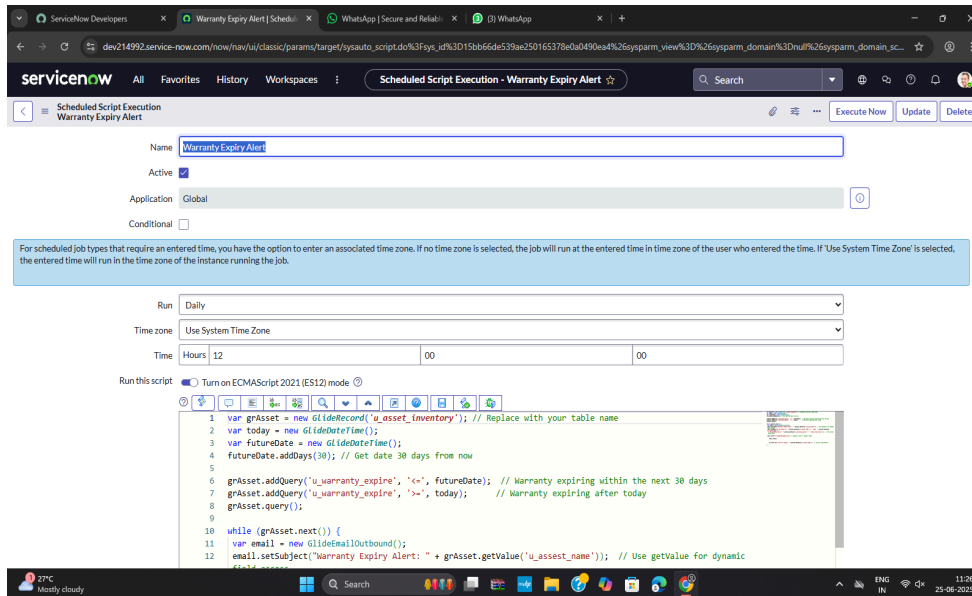 ServiceNow Developers
Warranty Expiry Alert | Schedul
WhatsApp | Secure and Reliabl
(3) WhatsApp
dev214992.service-now.com/now/nav/ui/classic/params/target/sysauto_script.do%3Fsys_id%3D15bb66de539ae250165378e0a0490ea4%26sysparm_view%3D%26sysparm_domain%3Dnull%26sysparm_domain_sc...
servicenow
All
Favorites
History
Workspaces
Scheduled Script Execution - Warranty Expiry Alert
Search
Scheduled Script Execution
Warranty Expiry Alert
Execute Now
Update
Delete
Name
Warranty Expiry Alert
Active
Application
Global
Conditional
For scheduled job types that require an entered time, you have the option to enter an associated time zone. If no time zone is selected, the job will run at the entered time in time zone of the user who entered the time. If 'Use System Time Zone' is selected,
the entered time will run in the time zone of the instance running the job.
Run
Daily
Time zone
Use System Time Zone
Time
Hours
12
00
00
Run this script
Turn on ECMAScript 2021 (ES12) mode
1 var grAsset = new GlideRecord('u_asset_inventory'); // Replace with your table name
2 var today = new GlideDateTime();
3 var futureDate = new GlideDateTime();
4 futureDate.addDays(30); // Get date 30 days from now
5
6 grAsset.addQuery('u_warranty_expire', '<=', futureDate); // Warranty expiring within the next 30 days
7 grAsset.addQuery('u_warranty_expire', '>=', today); // Warranty expiring after today
8 grAsset.query();
9
10 while (grAsset.next()) {
11 var email = new GlideEmailOutbound();
12 email.setSubject("Warranty Expiry Alert: " + grAsset.getValue('u_assest_name')); // Use getValue for dynamic
27°C
Mostly cloudy
Search
ENG
IN
11:26
25-06-2025